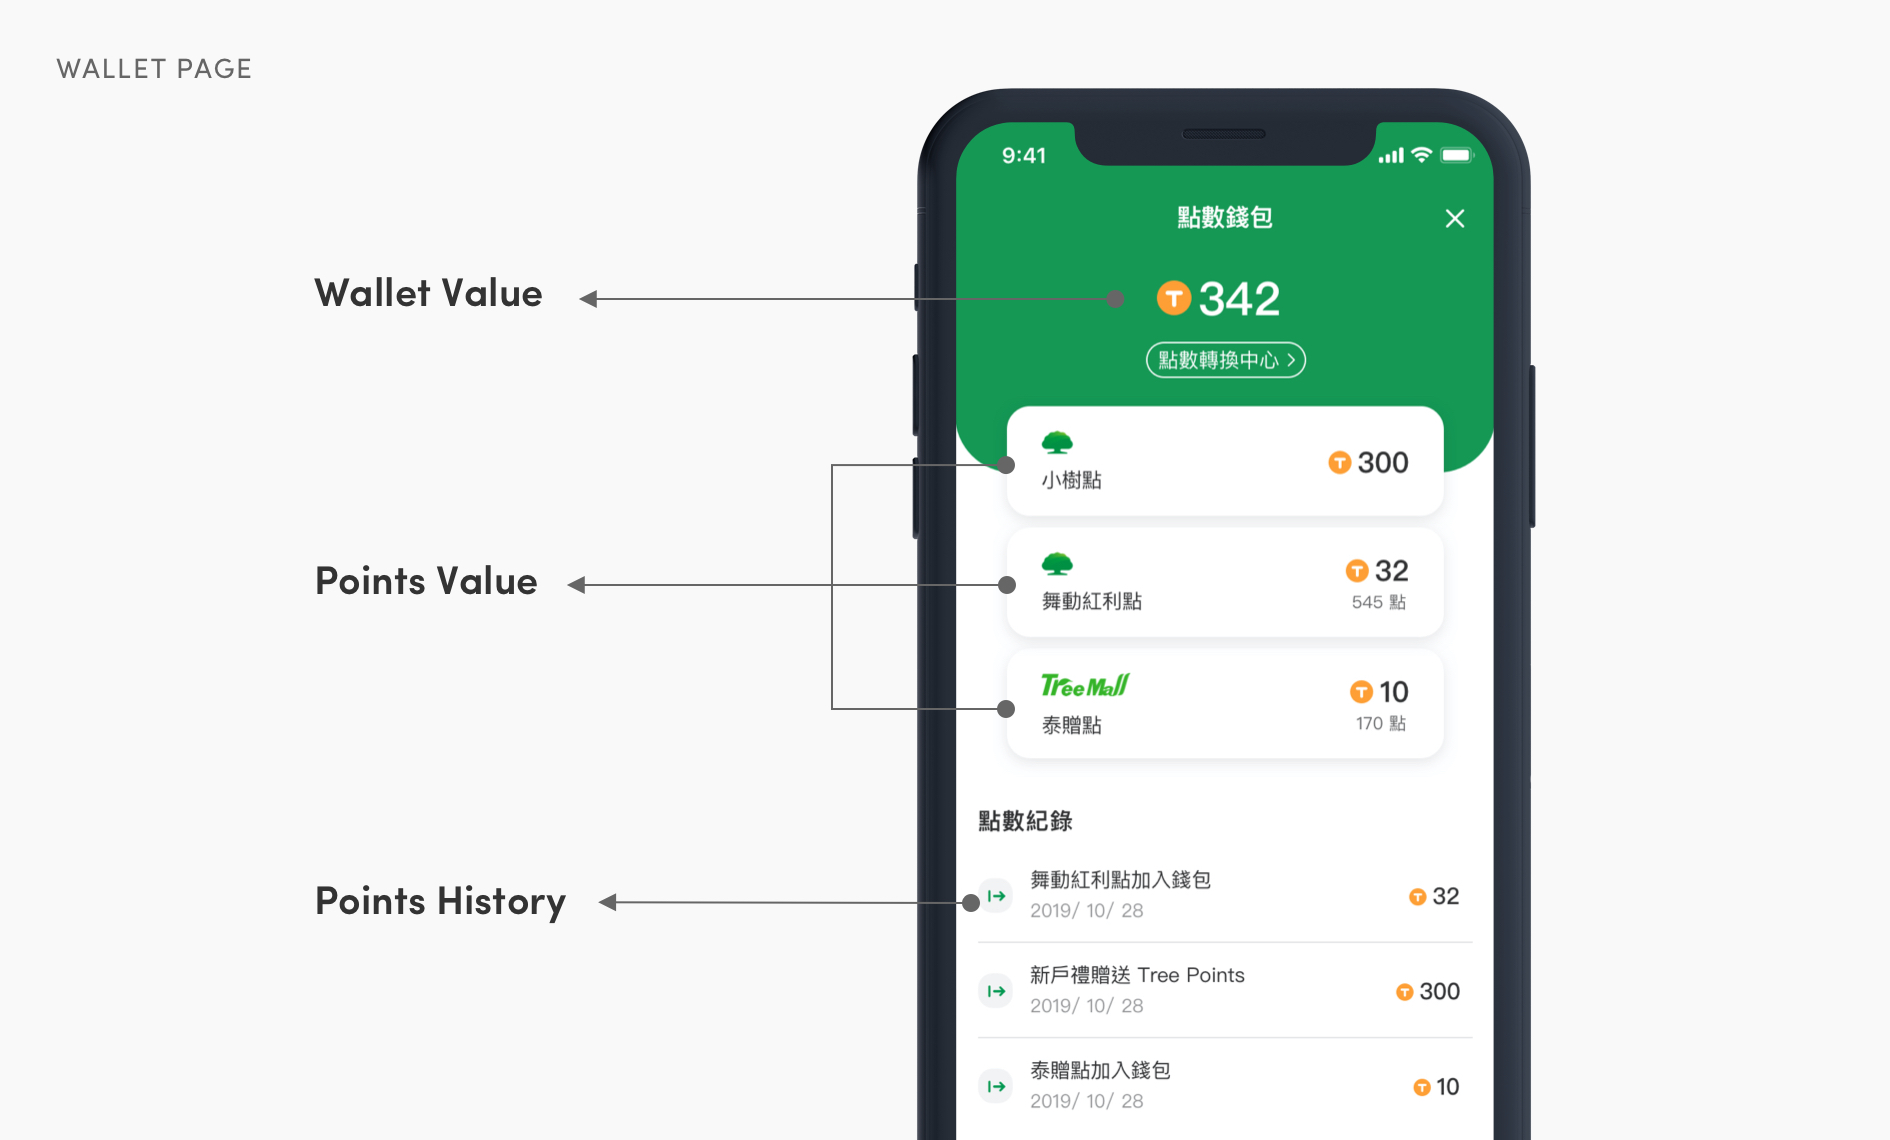 WALLET PAGE
9:41
點數錢包
Wallet Value
T 342
點數轉換中心 >
小樹點
T 300
Points Value
舞動紅利點
T 32
545 點
Tree Mall
泰贈點
T 10
170 點
點數紀錄
Points History
舞動紅利點加入錢包
2019/ 10/ 28
T 32
新戶禮贈送 Tree Points
2019/ 10/ 28
T 300
泰贈點加入錢包
2019/ 10/ 28
T 10